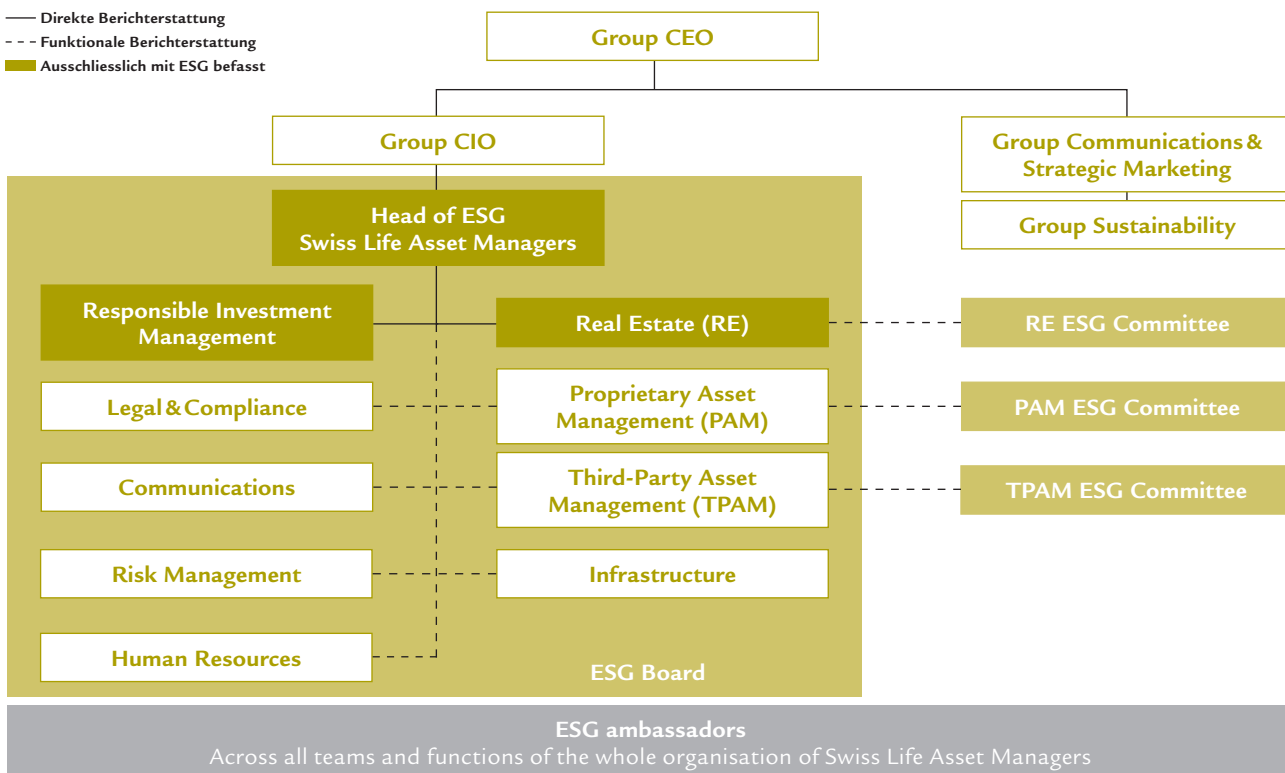 Direkte Berichterstattung
Funktionale Berichterstattung
Ausschliesslich mit ESG befasst
Group CEO
Group CIO
Group Communications & Strategic Marketing
Group Sustainability
Head of ESG
Swiss Life Asset Managers
Responsible Investment
Management
Real Estate (RE)
RE ESG Committee
Legal & Compliance
Proprietary Asset
Management (PAM)
PAM ESG Committee
Communications
Third-Party Asset
Management (TPAM)
TPAM ESG Committee
Risk Management
Infrastructure
Human Resources
ESG Board
ESG ambassadors
Across all teams and functions of the whole organisation of Swiss Life Asset Managers